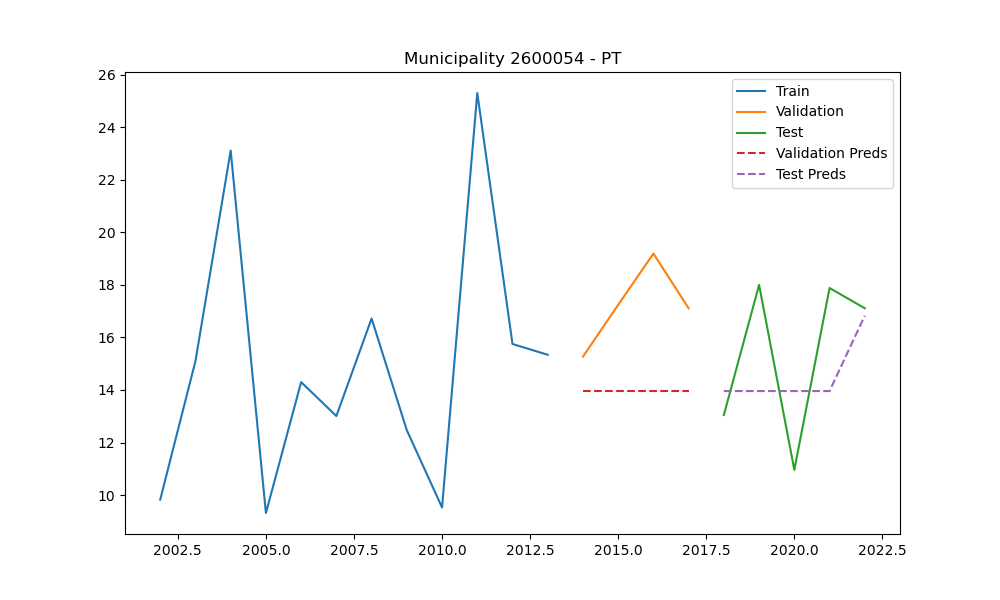 Municipality 2600054 - PT
26
24
22
20
18
16
14
12
10
Train
Validation
Test
Validation Preds
Test Preds
2002.5 2005.0 2007.5 2010.0 2012.5 2015.0 2017.5 2020.0 2022.5